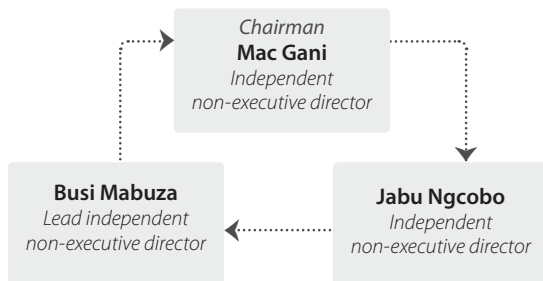 Chairman
Mac Gani
Independent
non-executive director
Busi Mabuza
Lead independent
non-executive director
Jabu Ngcobo
Independent
non-executive director